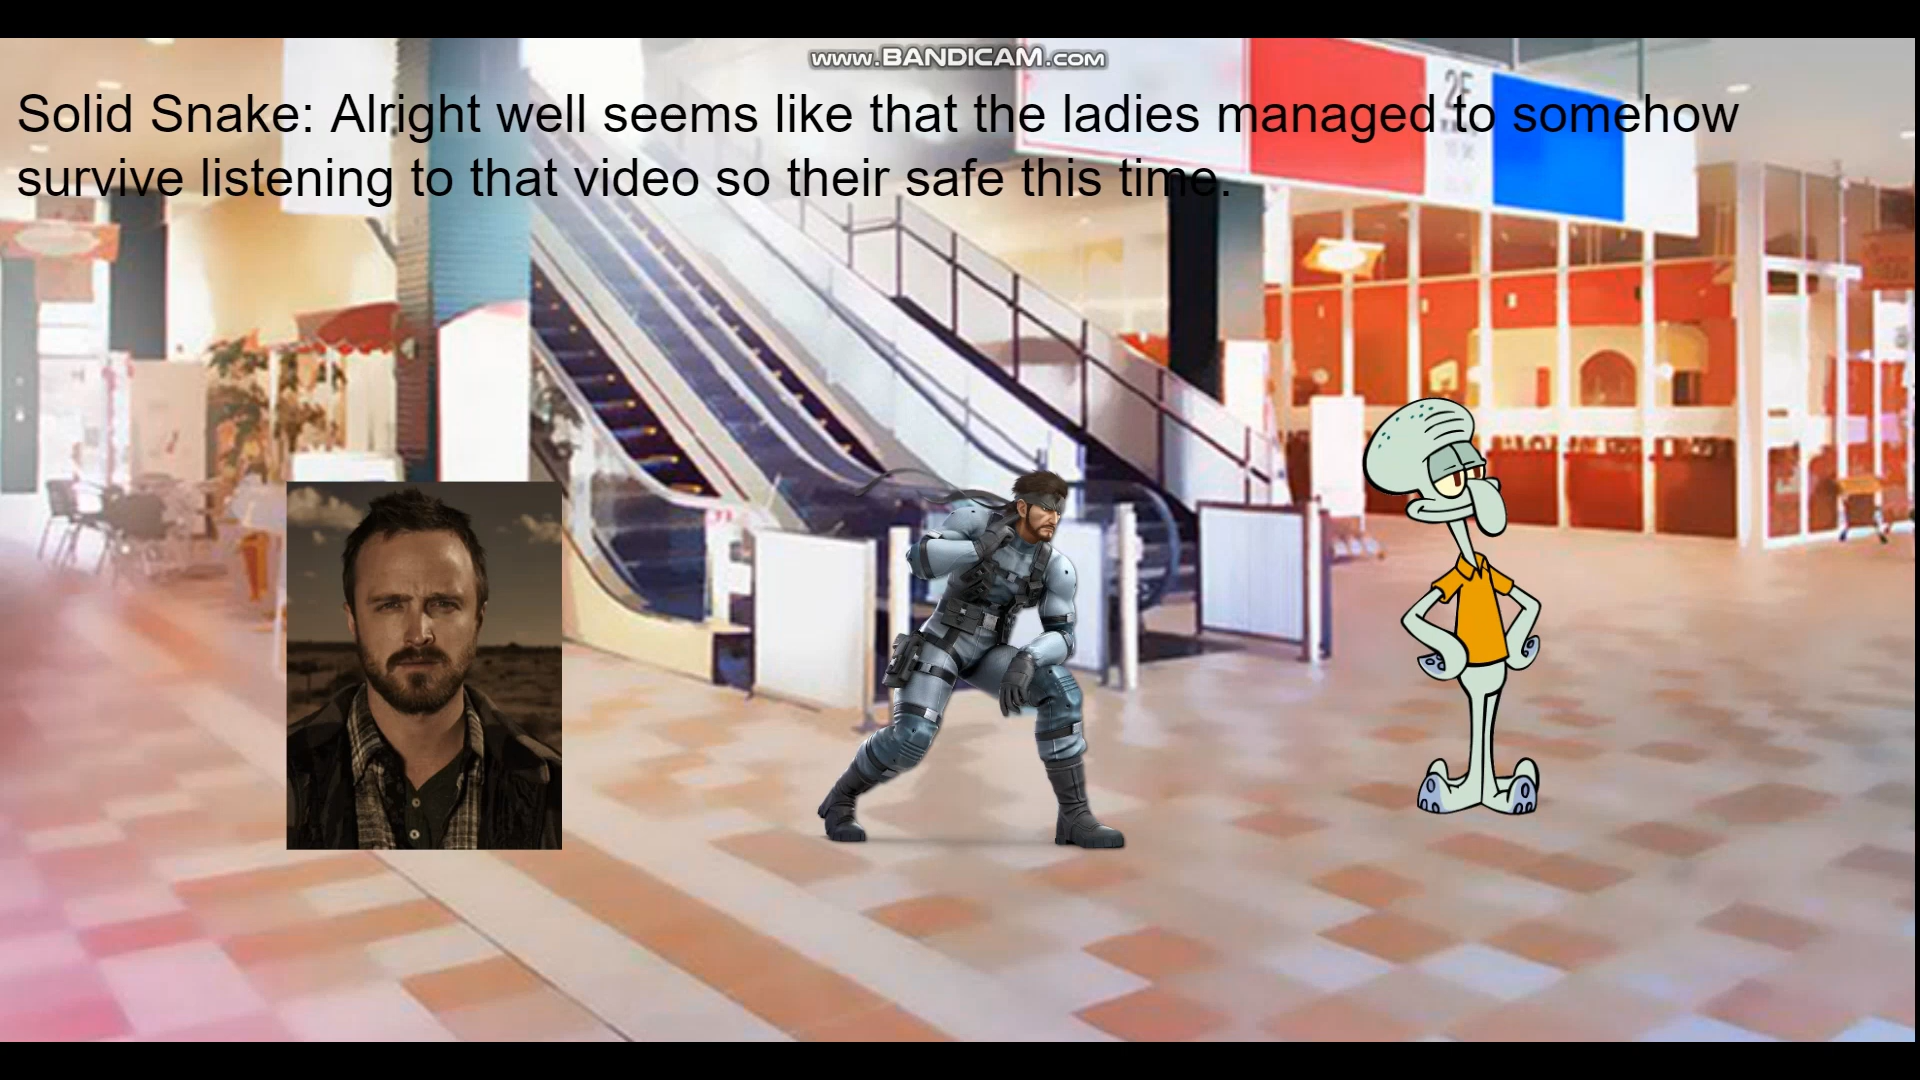 www.BANDICAM.com
Solid Snake: Alright well seems like that the ladies managed to somehow
survive listening to that video so their safe this time.
2F